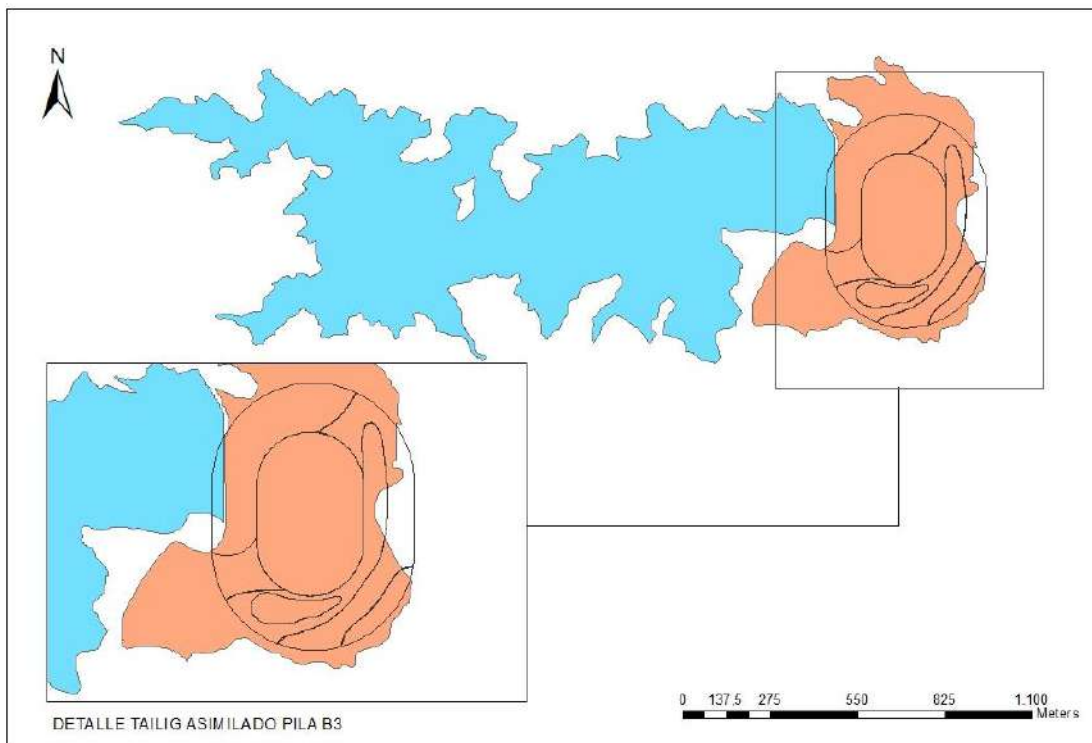 N
DETALLE TAILIG ASIMILADO PILA B3
0 137,5 275 550 825 1.100
Meters